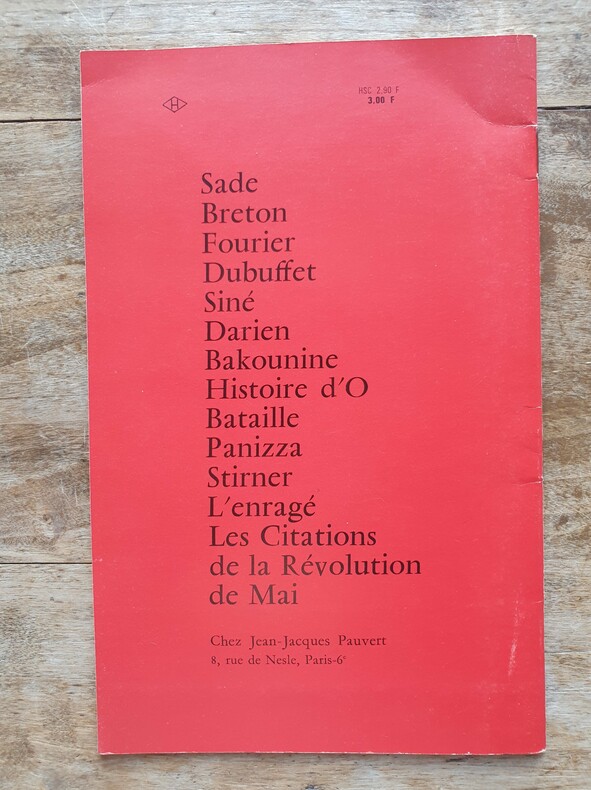 H
HSC 2,90 F
3,00 F
Sade
Breton
Fourier
Dubuffet
Siné
Darien
Bakounine
Histoire d'O
Bataille
Panizza
Stirner
L'enragé
Les Citations
de la Révolution
de Mai
Chez Jean-Jacques Pauvert
8, rue de Nesle, Paris-6e